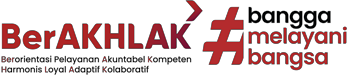 BerAKHLAK
Berorientasi Pelayanan Akuntabel Kompeten
Harmonis Loyal Adaptif Kolaboratif
#bangga
melayani
bangsa